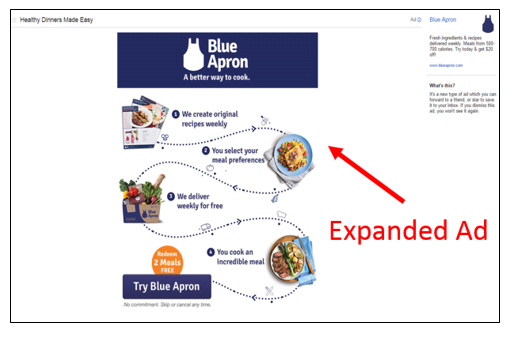 Healthy Dinners Made Easy
Ad
Blue Apron
Fresh ingredients & recipes
delivered weekly. Meals from 500-
700 calories. Try today & get $20
off!
www.blueapron.com
What's this?
It's a new type of ad which you can
forward to a friend, or star to save
it to your inbox. If you dismiss this
ad, you won't see it again.
Blue
Apron
A better way to cook.
1 We create original
recipes weekly
2 You select your
meal preferences
3 We deliver
weekly for free
Blue
Apron
4 You cook an
incredible meal
Redeem
2 Meals
FREE
Try Blue Apron
No commitment. Skip or cancel any time.
Expanded Ad